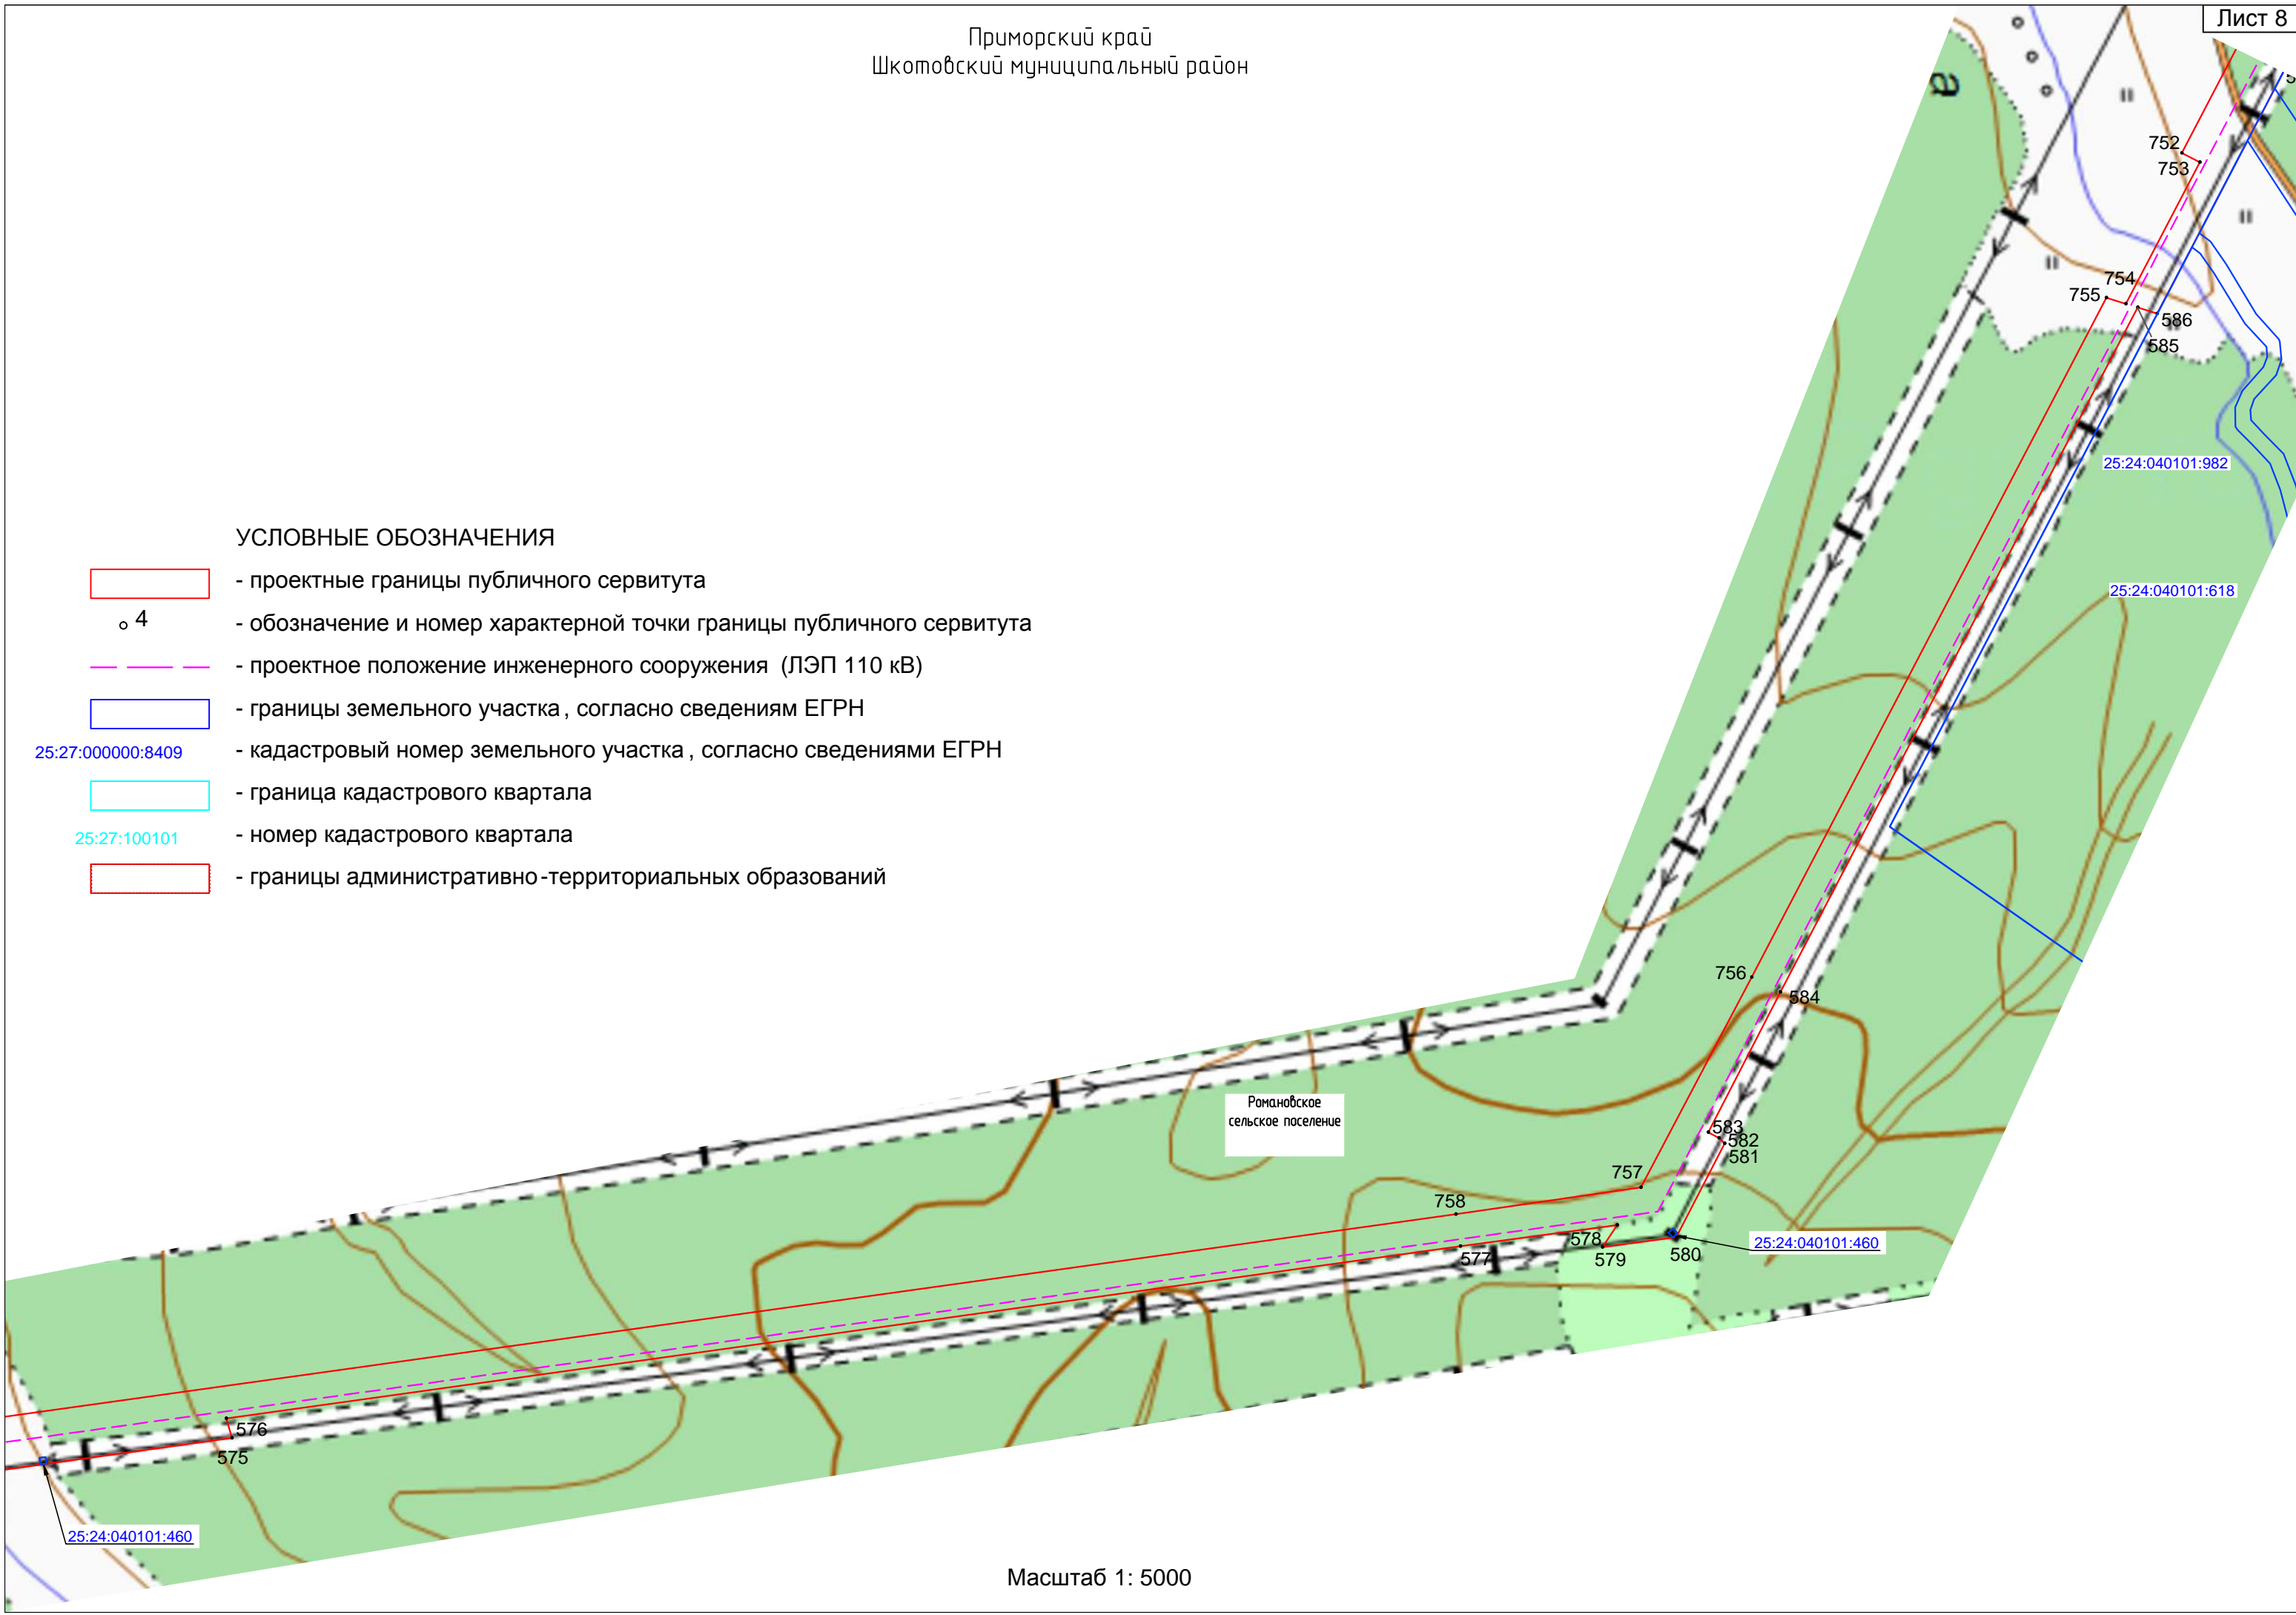 Лист 8
Приморский край
Шкотовский муниципальный район
а
752
753
754
755
586
585
25:24:040101:982
25:24:040101:618
УСЛОВНЫЕ ОБОЗНАЧЕНИЯ
- проектные границы публичного сервитута
4 - обозначение и номер характерной точки границы публичного сервитута
- проектное положение инженерного сооружения (ЛЭП 110 кВ)
- границы земельного участка, согласно сведениям ЕГРН
25:27:000000:8409 - кадастровый номер земельного участка, согласно сведениями ЕГРН
- граница кадастрового квартала
25:27:100101 - номер кадастрового квартала
- границы административно-территориальных образований
756
584
Романовское
сельское поселение
583
582
581
757
758
578
579
577
580
25:24:040101:460
576
575
25:24:040101:460
Масштаб 1: 5000